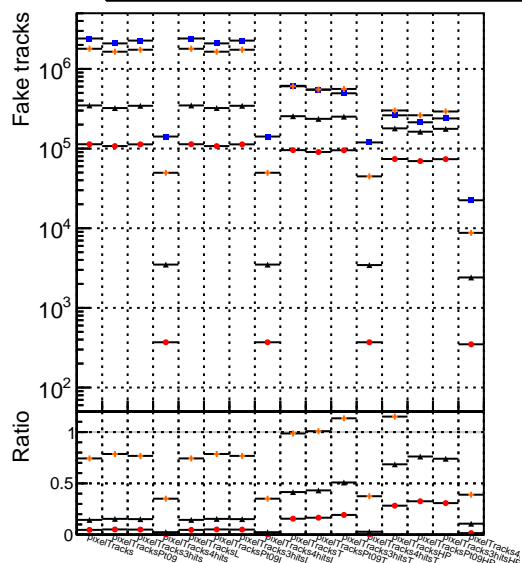 Fake tracks
10^6
10^5
10^4
10^3
10^2
Ratio
1
0.5
0
pixelTracks
pixelTracksPt09
pixelTracks3hits
pixelTracks4hits
pixelTracksL
pixelTracksPt09l
pixelTracks3hitsl
pixelTracks4hitsl
pixelTracksT
pixelTracksPt09T
pixelTracks3hitsT
pixelTracks4hitsT
pixelTracksHP
pixelTracksPt09HP
pixelTracks3hitsHP